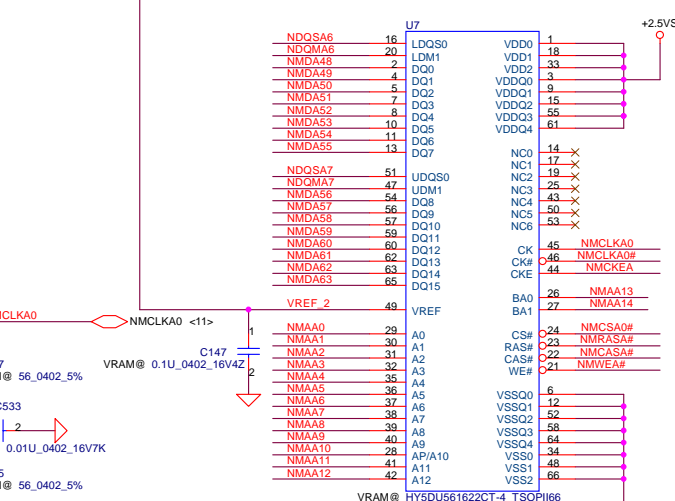 U7
+2.5VS
NDQSA6 16 LDQS0 VDD0 1
NDQMA6 20 LDM1 VDD1 18
NMDA48 2 DQ0 VDD2 33
NMDA49 4 DQ1 VDDQ0 3
NMDA50 5 DQ2 VDDQ1 9
NMDA51 7 DQ3 VDDQ2 15
NMDA52 8 DQ4 VDDQ3 55
NMDA53 10 DQ5 VDDQ4 61
NMDA54 11 DQ6
NMDA55 13 DQ7 NC0 14
NC1 17
NDQSA7 51 UDQS0 NC2 19
NDQMA7 47 UDM1 NC3 25
NMDA56 54 DQ8 NC4 43
NMDA57 56 DQ9 NC5 50
NMDA58 57 DQ10 NC6 53
NMDA59 59 DQ11
NMDA60 60 DQ12 CK 45 NMCLKA0
NMDA61 62 DQ13 CK# 46 NMCLKA0#
NMDA62 63 DQ14 CKE 44 NMCKEA
NMDA63 65 DQ15
BA0 26 NMAA13
VREF_2 49 VREF BA1 27 NMAA14
MCLKA0 NMCLKA0 <11>
NMAA0 29 A0 CS# 24 NMCSA0#
NMAA1 30 A1 RAS# 23 NMRASA#
NMAA2 31 A2 CAS# 22 NMCASA#
NMAA3 32 A3 WE# 21 NMWEA#
1
C147
VRAM@ 0.1U_0402_16V4Z
2
NMAA4 35 A4
NMAA5 36 A5 VSSQ0 6
NMAA6 37 A6 VSSQ1 12
NMAA7 38 A7 VSSQ2 52
NMAA8 39 A8 VSSQ3 58
NMAA9 40 A9 VSSQ4 64
NMAA10 28 AP/A10 VSS0 34
NMAA11 41 A11 VSS1 48
NMAA12 42 A12 VSS2 66
@ 56_0402_5%
C533
2
0.01U_0402_16V7K
@ 56_0402_5%
VRAM@ HY5DU561622CT-4_TSOPII66